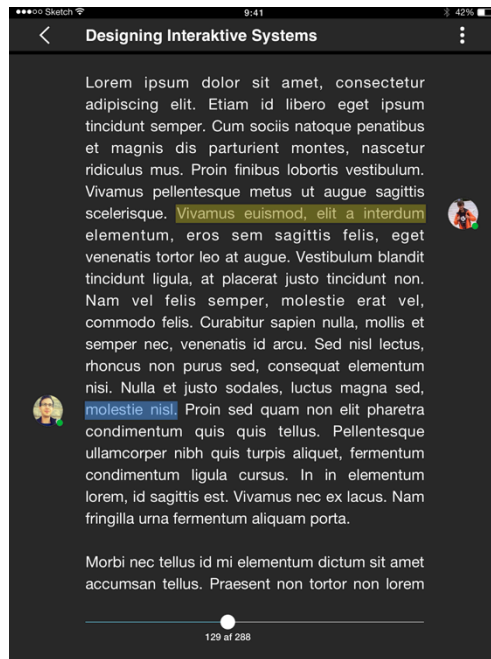 Sketch
9:41
42%
Designing Interaktive Systems
Lorem ipsum dolor sit amet, consectetur
adipiscing elit. Etiam id libero eget ipsum
tincidunt semper. Cum sociis natoque penatibus
et magnis dis parturient montes, nascetur
ridiculus mus. Proin finibus lobortis vestibulum.
Vivamus pellentesque metus ut augue sagittis
scelerisque. Vivamus euismod, elit a interdum
elementum, eros sem sagittis felis, eget
venenatis tortor leo at augue. Vestibulum blandit
tincidunt ligula, at placerat justo tincidunt non.
Nam vel felis semper, molestie erat vel,
commodo felis. Curabitur sapien nulla, mollis et
semper nec, venenatis id arcu. Sed nisl lectus,
rhoncus non purus sed, consequat elementum
nisi. Nulla et justo sodales, luctus magna sed,
molestie nisl. Proin sed quam non elit pharetra
condimentum quis quis tellus. Pellentesque
ullamcorper nibh quis turpis aliquet, fermentum
condimentum ligula cursus. In in elementum
lorem, id sagittis est. Vivamus nec ex lacus. Nam
fringilla urna fermentum aliquam porta.
Morbi nec tellus id mi elementum dictum sit amet
accumsan tellus. Praesent non tortor non lorem
129 af 288